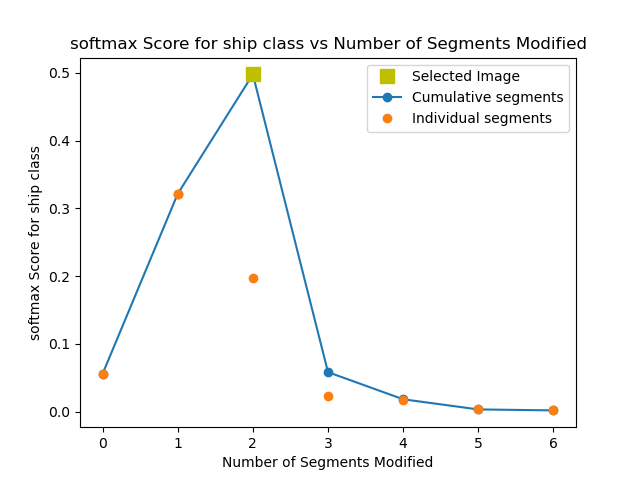 softmax Score for ship class vs Number of Segments Modified
Selected Image
Cumulative segments
Individual segments
softmax Score for ship class
0.5
0.4
0.3
0.2
0.1
0.0
0 1 2 3 4 5 6
Number of Segments Modified